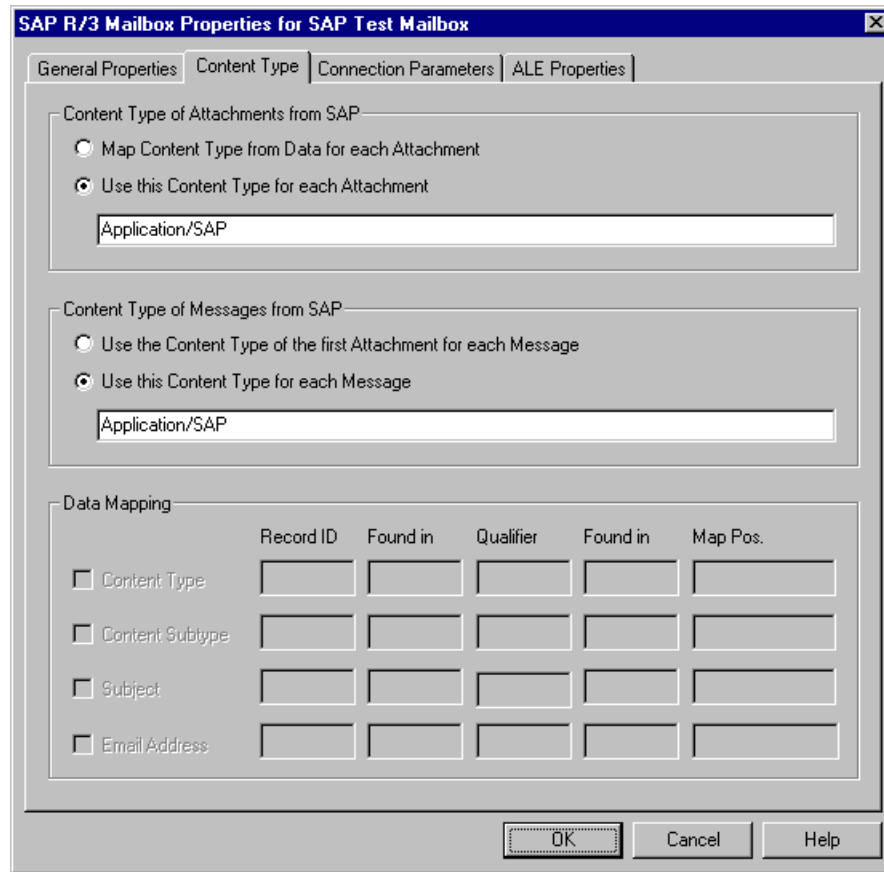 SAP R/3 Mailbox Properties for SAP Test Mailbox
General Properties Content Type Connection Parameters ALE Properties
Content Type of Attachments from SAP
Map Content Type from Data for each Attachment
Use this Content Type for each Attachment
Application/SAP
Content Type of Messages from SAP
Use the Content Type of the first Attachment for each Message
Use this Content Type for each Message
Application/SAP
Data Mapping
Record ID Found in Qualifier Found in Map Pos.
Content Type
Content Subtype
Subject
Email Address
OK Cancel Help